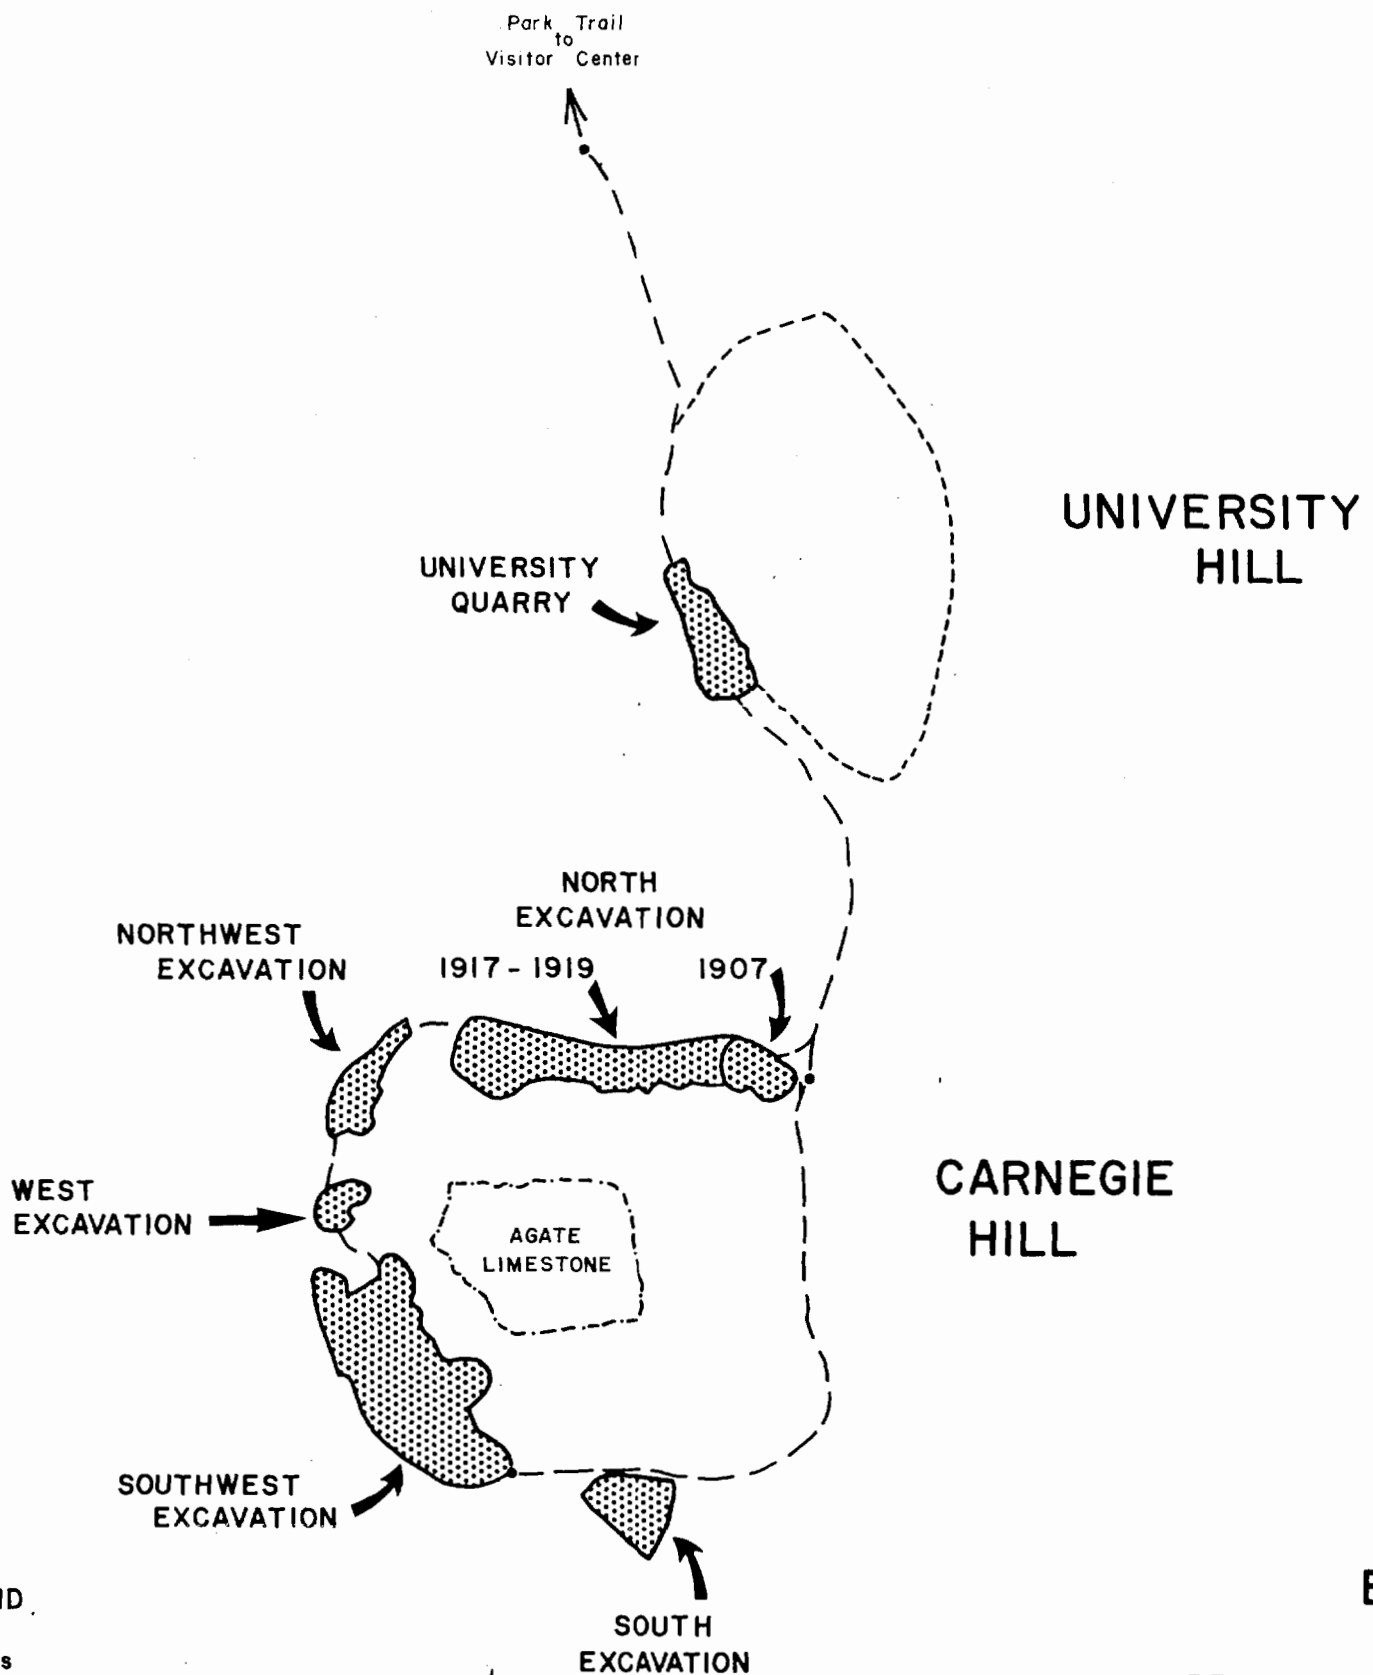 Park Trail
to
Visitor Center
UNIVERSITY
HILL
UNIVERSITY
QUARRY
NORTH
EXCAVATION
1917 - 1919
1907
NORTHWEST
EXCAVATION
WEST
EXCAVATION
AGATE
LIMESTONE
CARNEGIE
HILL
SOUTHWEST
EXCAVATION
SOUTH
EXCAVATION